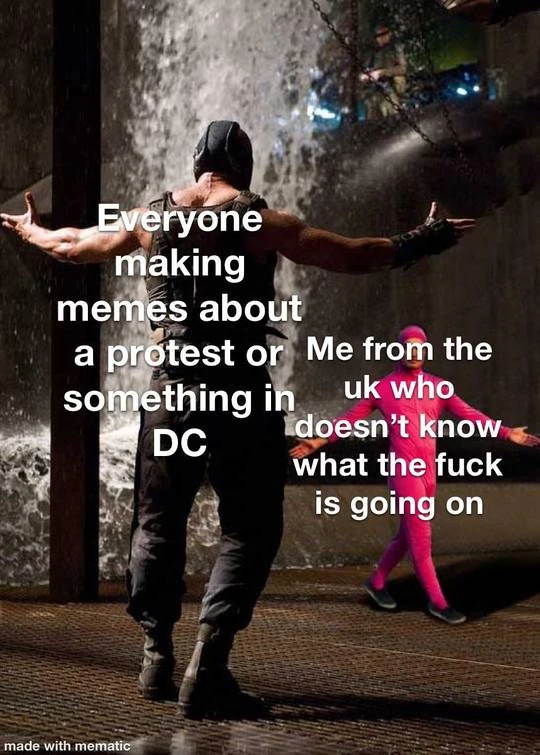 Everyone
making
memes about
a protest or
something in
DC
Me from the
uk who
doesn't know
what the fuck
is going on
made with mematic